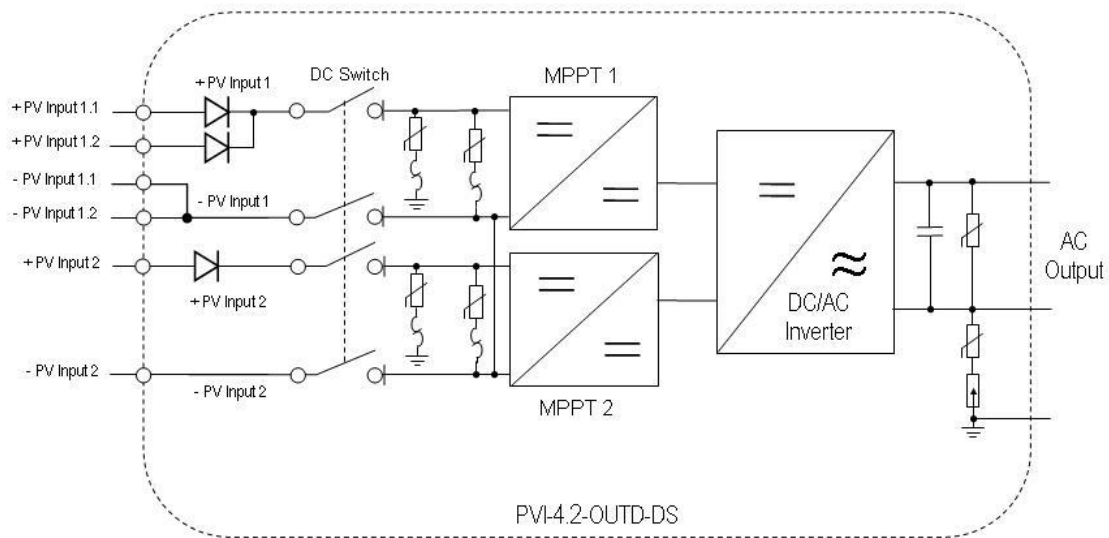 + PV Input 1
DC Switch
MPPT 1
+ PV Input 1.1
+ PV Input 1.2
- PV Input 1.1
- PV Input 1.2
- PV Input 1
+ PV Input 2
+ PV Input 2
- PV Input 2
- PV Input 2
MPPT 2
DC/AC
Inverter
AC
Output
PVI-4.2-OUTD-DS